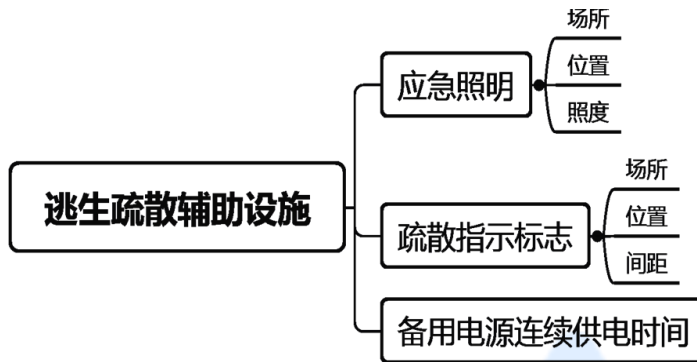 逃生疏散辅助设施
应急照明
场所
位置
照度
疏散指示标志
场所
位置
间距
备用电源连续供电时间